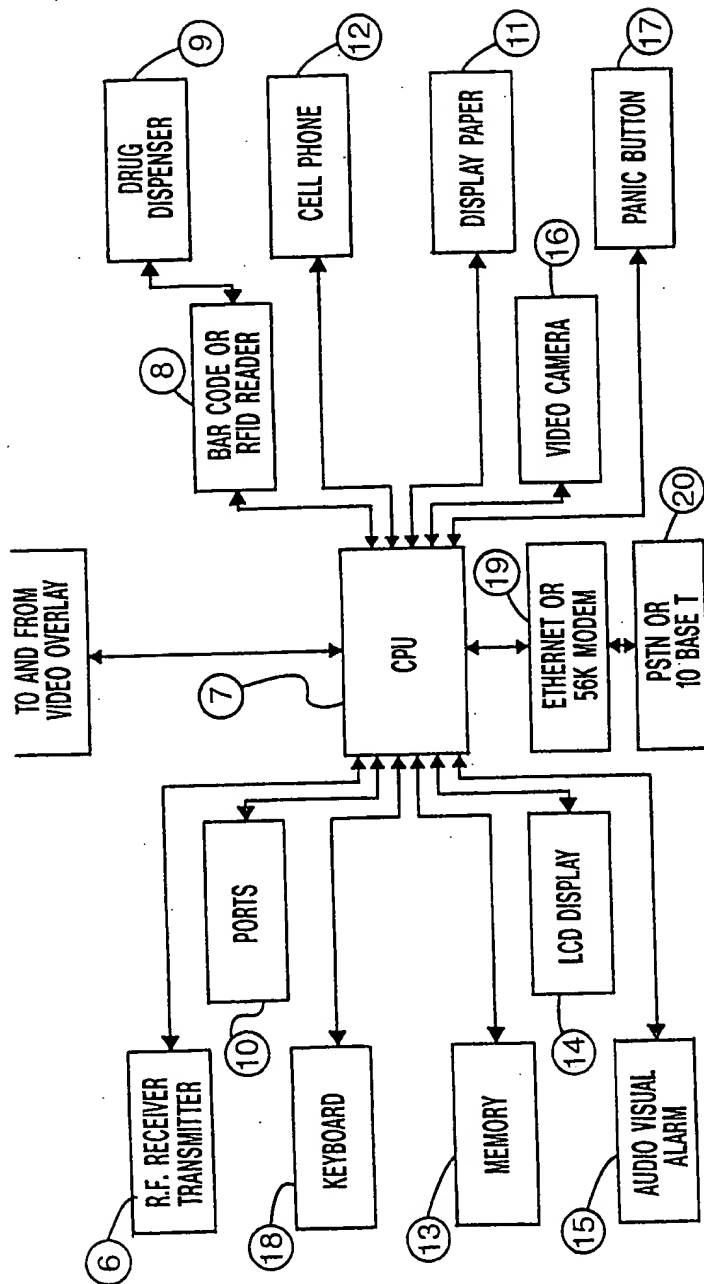 TO AND FROM
VIDEO OVERLAY
6
R.F. RECEIVER
TRANSMITTER
10
PORTS
18
KEYBOARD
13
MEMORY
14
LCD DISPLAY
15
AUDIO VISUAL
ALARM
7
CPU
19
ETHERNET OR
56K MODEM
20
PSTN OR
10 BASE T
8
BAR CODE OR
RFID READER
9
DRUG
DISPENSER
12
CELL PHONE
11
DISPLAY PAPER
16
VIDEO CAMERA
17
PANIC BUTTON